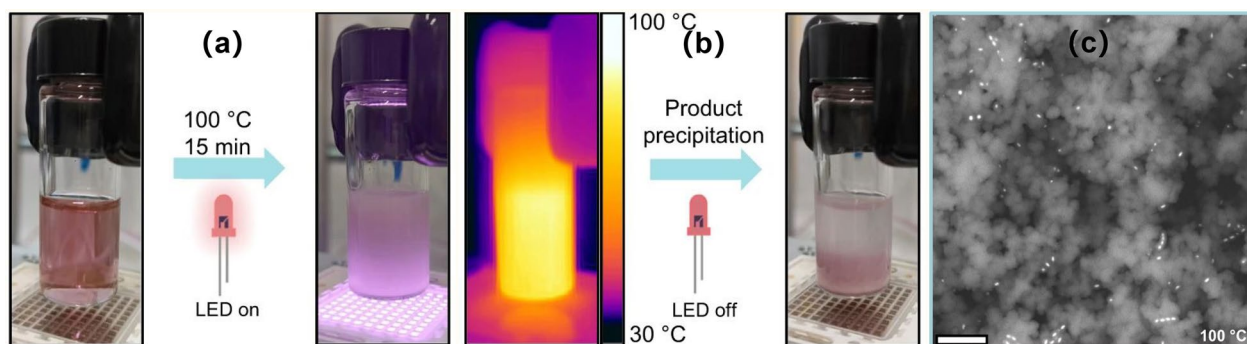 (a)
100 °C
15 min
LED on
100 °C
30 °C
(b)
Product
precipitation
LED off
(c)
100 °C